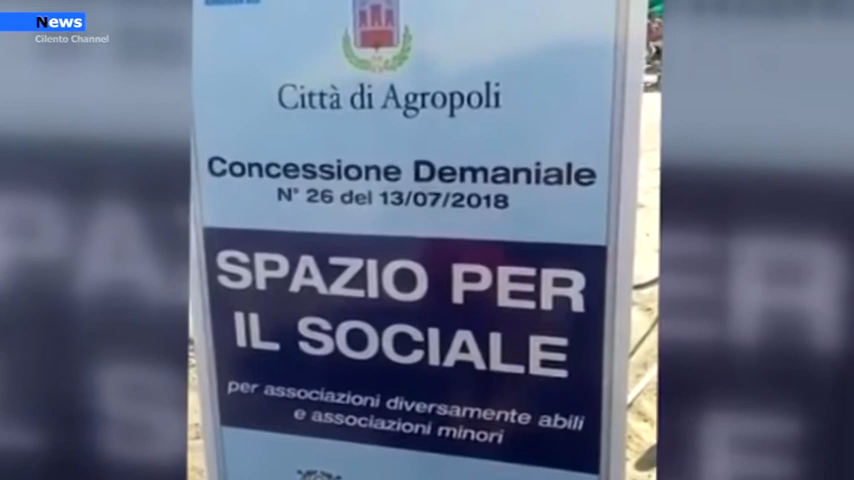 News
Cilento Channel
Città di Agropoli
Concessione Demaniale
N° 26 del 13/07/2018
SPAZIO PER
IL SOCIALE
per associazioni diversamente abili
e associazioni minori